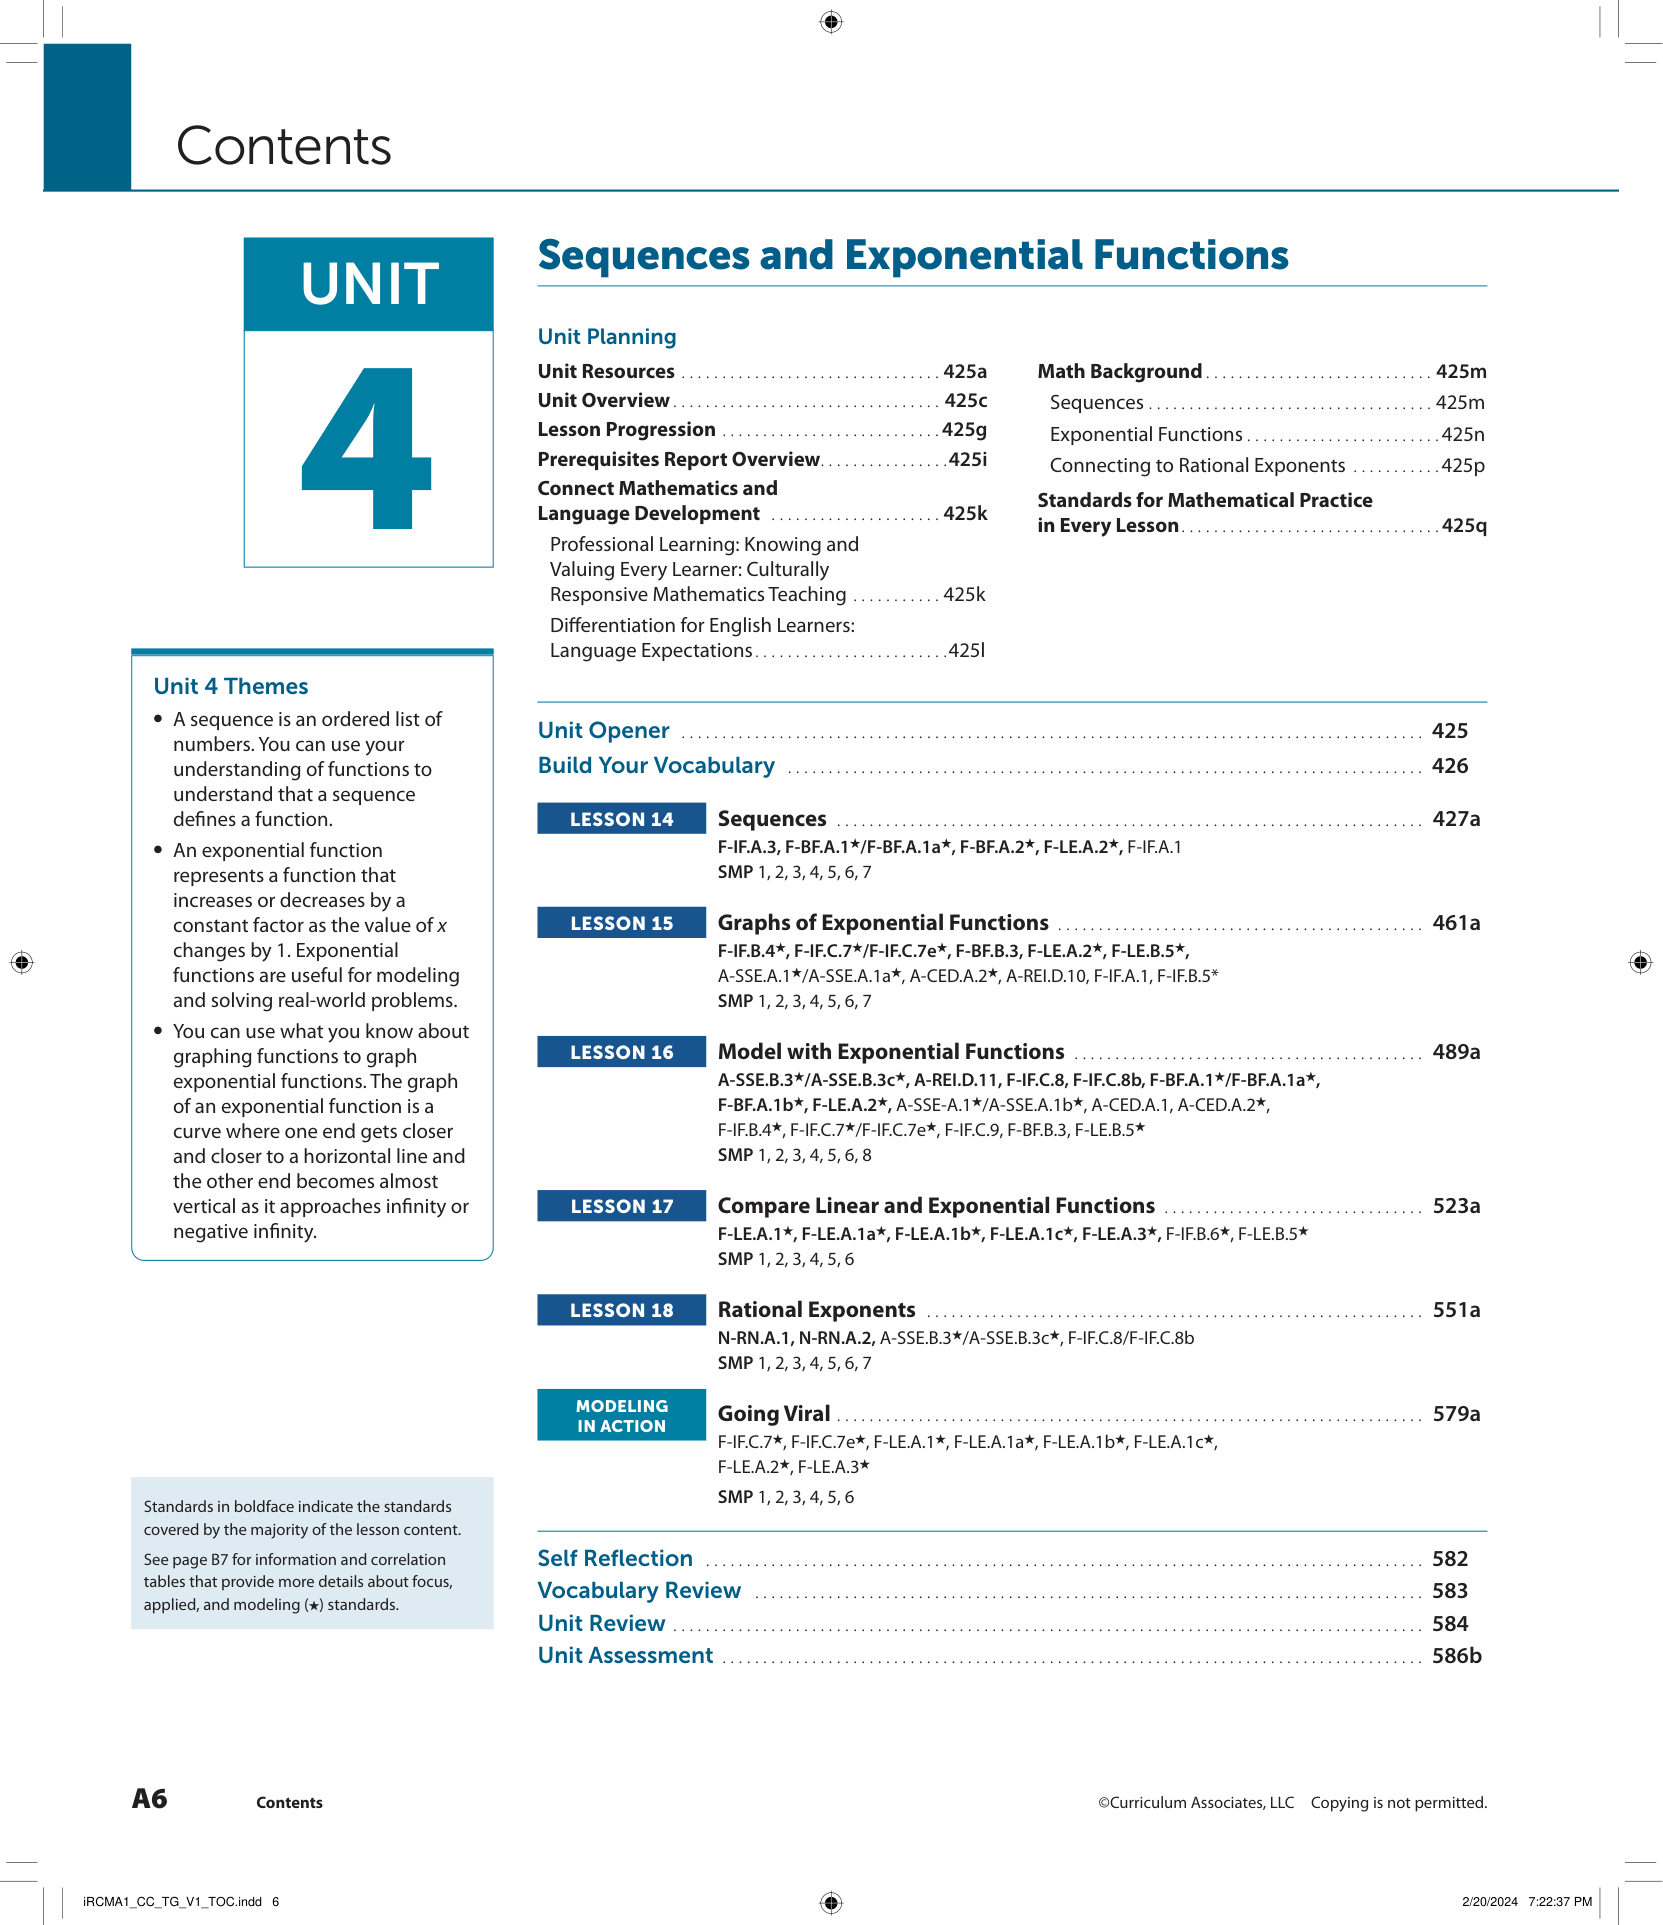 Contents
UNIT
4
Sequences and Exponential Functions
Unit Planning
Unit Resources . . . . . . . . . . . . . . . . . . . . . . . . . . . . . . . . 425a
Unit Overview . . . . . . . . . . . . . . . . . . . . . . . . . . . . . . . . . 425c
Lesson Progression . . . . . . . . . . . . . . . . . . . . . . . . . . . 425g
Prerequisites Report Overview . . . . . . . . . . . . . . . . 425i
Connect Mathematics and
Language Development . . . . . . . . . . . . . . . . . . . . . 425k
Professional Learning: Knowing and
Valuing Every Learner: Culturally
Responsive Mathematics Teaching . . . . . . . . . . . 425k
Differentiation for English Learners:
Language Expectations . . . . . . . . . . . . . . . . . . . . . . . . 425l
Math Background . . . . . . . . . . . . . . . . . . . . . . . . . . . . 425m
Sequences . . . . . . . . . . . . . . . . . . . . . . . . . . . . . . . . . . . 425m
Exponential Functions . . . . . . . . . . . . . . . . . . . . . . . . 425n
Connecting to Rational Exponents . . . . . . . . . . . 425p
Standards for Mathematical Practice
in Every Lesson . . . . . . . . . . . . . . . . . . . . . . . . . . . . . . . . 425q
Unit 4 Themes
• A sequence is an ordered list of
numbers. You can use your
understanding of functions to
understand that a sequence
defines a function.
• An exponential function
represents a function that
increases or decreases by a
constant factor as the value of x
changes by 1. Exponential
functions are useful for modeling
and solving real-world problems.
• You can use what you know about
graphing functions to graph
exponential functions. The graph
of an exponential function is a
curve where one end gets closer
and closer to a horizontal line and
the other end becomes almost
vertical as it approaches infinity or
negative infinity.
Standards in boldface indicate the standards
covered by the majority of the lesson content.
See page B7 for information and correlation
tables that provide more details about focus,
applied, and modeling (★) standards.
Unit Opener . . . . . . . . . . . . . . . . . . . . . . . . . . . . . . . . 425
Build Your Vocabulary . . . . . . . . . . . . . . . . . . . . . . . . . . . . . . . . 426
LESSON 14 Sequences . . . . . . . . . . . . . . . . . . . . . . . . . . . . . . . . 427a
F-IF.A.3, F-BF.A.1★/F-BF.A.1a★, F-BF.A.2★, F-LE.A.2★, F-IF.A.1
SMP 1, 2, 3, 4, 5, 6, 7
LESSON 15 Graphs of Exponential Functions . . . . . . . . . . . . . . . . . . . . . . . . . . . . . . . . 461a
F-IF.B.4★, F-IF.C.7★/F-IF.C.7e★, F-BF.B.3, F-LE.A.2★, F-LE.B.5★,
A-SSE.A.1★/A-SSE.A.1a★, A-CED.A.2★, A-REI.D.10, F-IF.A.1, F-IF.B.5*
SMP 1, 2, 3, 4, 5, 6, 7
LESSON 16 Model with Exponential Functions . . . . . . . . . . . . . . . . . . . . . . . . . . . . . . . . 489a
A-SSE.B.3★/A-SSE.B.3c★, A-REI.D.11, F-IF.C.8, F-IF.C.8b, F-BF.A.1★/F-BF.A.1a★,
F-BF.A.1b★, F-LE.A.2★, A-SSE-A.1★/A-SSE.A.1b★, A-CED.A.1, A-CED.A.2★,
F-IF.B.4★, F-IF.C.7★/F-IF.C.7e★, F-IF.C.9, F-BF.B.3, F-LE.B.5★
SMP 1, 2, 3, 4, 5, 6, 8
LESSON 17 Compare Linear and Exponential Functions . . . . . . . . . . . . . . . . . . . . . . . . . . . . . . . . 523a
F-LE.A.1★, F-LE.A.1a★, F-LE.A.1b★, F-LE.A.1c★, F-LE.A.3★, F-IF.B.6★, F-LE.B.5★
SMP 1, 2, 3, 4, 5, 6
LESSON 18 Rational Exponents . . . . . . . . . . . . . . . . . . . . . . . . . . . . . . . . 551a
N-RN.A.1, N-RN.A.2, A-SSE.B.3★/A-SSE.B.3c★, F-IF.C.8/F-IF.C.8b
SMP 1, 2, 3, 4, 5, 6, 7
MODELING
IN ACTION
Going Viral . . . . . . . . . . . . . . . . . . . . . . . . . . . . . . . . 579a
F-IF.C.7★, F-IF.C.7e★, F-LE.A.1★, F-LE.A.1a★, F-LE.A.1b★, F-LE.A.1c★,
F-LE.A.2★, F-LE.A.3★
SMP 1, 2, 3, 4, 5, 6
Self Reflection . . . . . . . . . . . . . . . . . . . . . . . . . . . . . . . . 582
Vocabulary Review . . . . . . . . . . . . . . . . . . . . . . . . . . . . . . . . 583
Unit Review . . . . . . . . . . . . . . . . . . . . . . . . . . . . . . . . 584
Unit Assessment . . . . . . . . . . . . . . . . . . . . . . . . . . . . . . . . 586b
A6 Contents ©Curriculum Associates, LLC Copying is not permitted.
iRCMA1_CC_TG_V1_TOC.indd 6 2/20/2024 7:22:37 PM